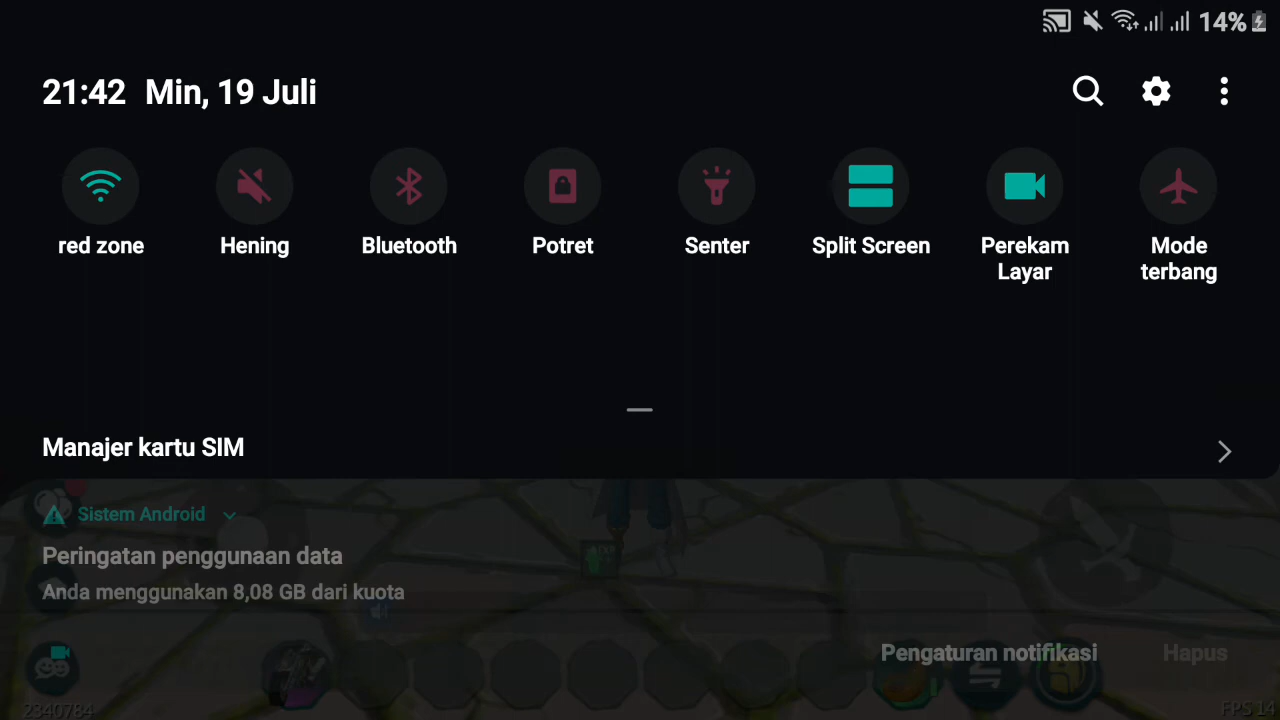 14%
21:42 Min, 19 Juli
red zone
Hening
Bluetooth
Potret
Senter
Split Screen
Perekam
Layar
Mode
terbang
Manajer kartu SIM
Sistem Android
Peringatan penggunaan data
Anda menggunakan 8,08 GB dari kuota
Pengaturan notifikasi
Hapus
2340784
FPS 14